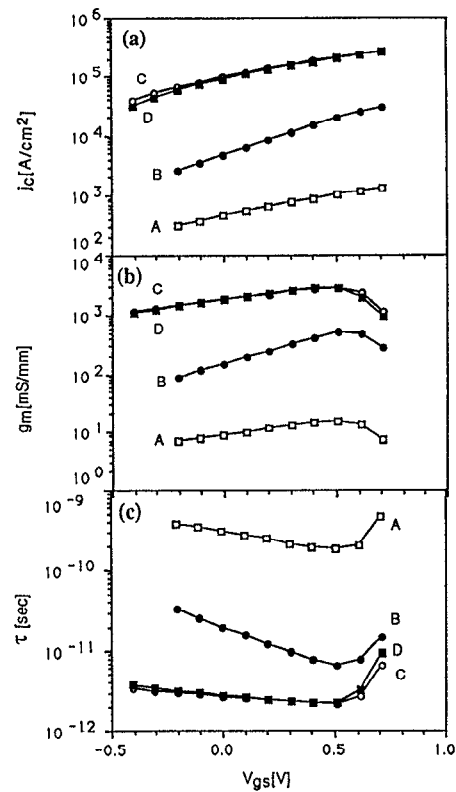 (a)
10^6
10^5
10^4
10^3
10^2
jc[A/cm^2]
C
D
B
A
(b)
10^4
10^3
10^2
10^1
10^0
gm[mS/mm]
C
D
B
A
(c)
10^-9
10^-10
10^-11
10^-12
τ [sec]
A
B
D
C
-0.5
0.0
0.5
1.0
Vgs[V]